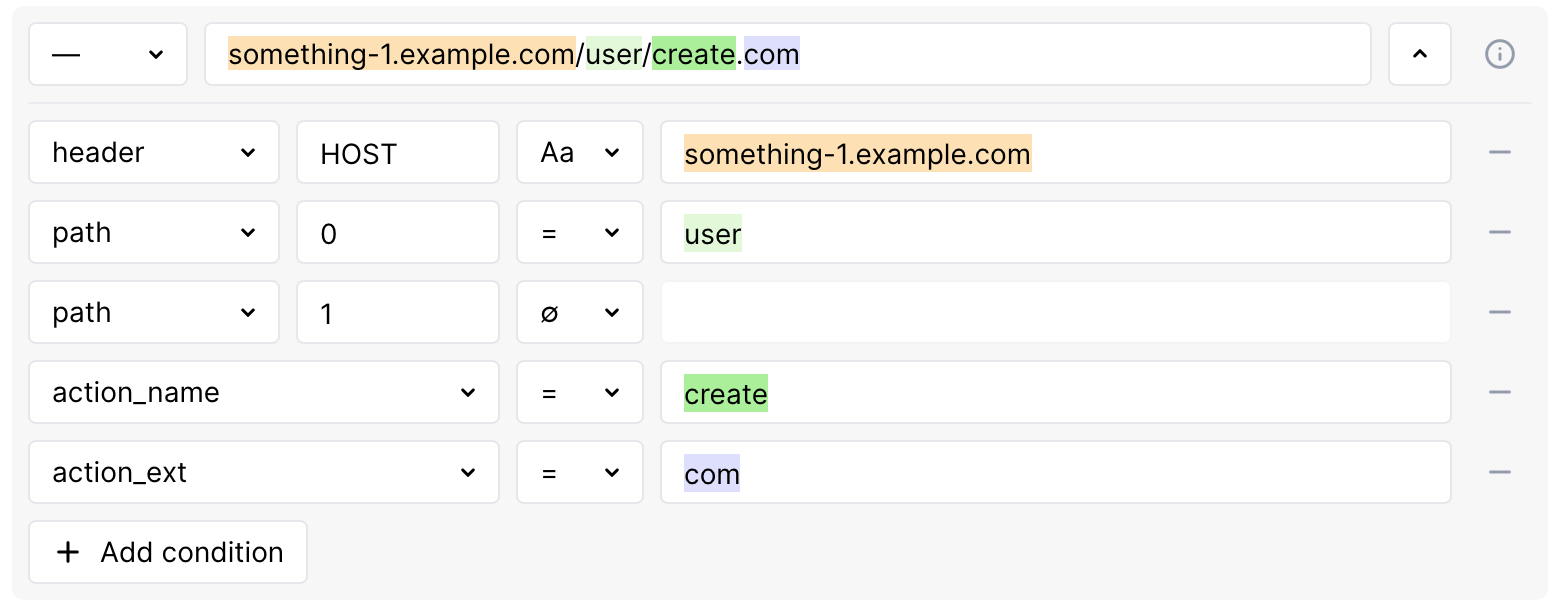 — something-1.example.com/user/create.com
header HOST Aa something-1.example.com
path 0 = user
path 1 ∅
action_name = create
action_ext = com
+ Add condition